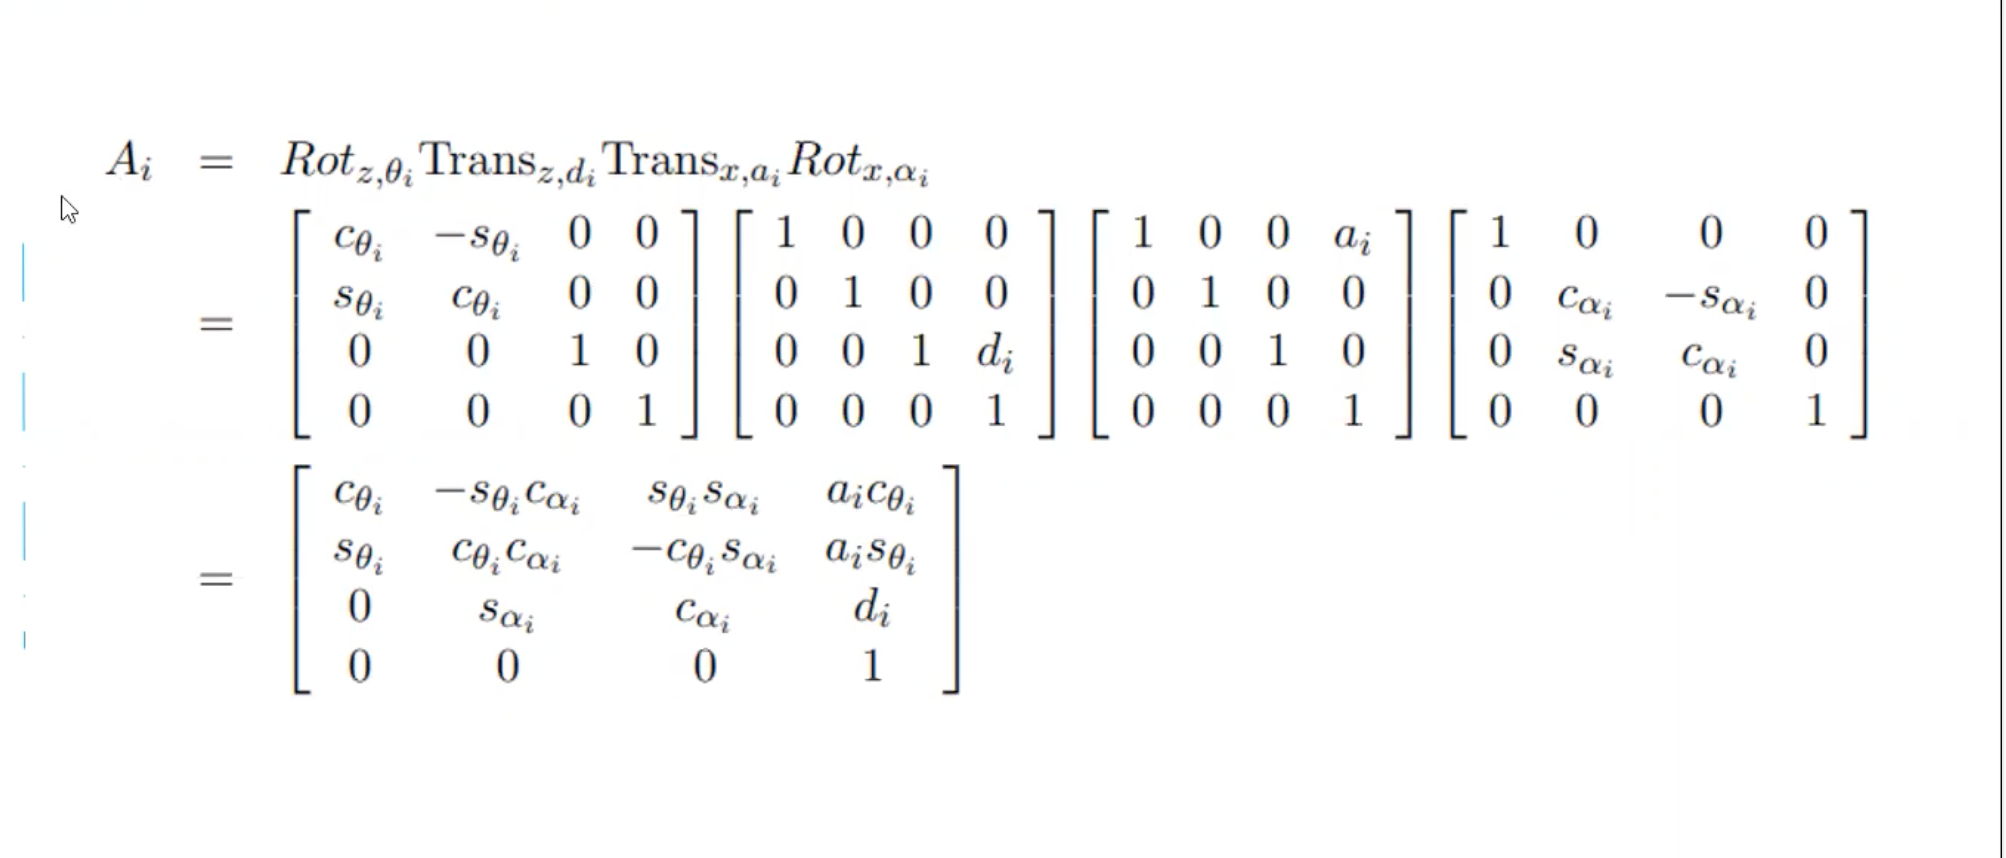 A_i = Rot_{z,θ_i} Trans_{z,d_i} Trans_{x,a_i} Rot_{x,α_i}
= [ c_{θ_i} −s_{θ_i} 0 0 ] [ 1 0 0 0 ] [ 1 0 0 a_i ] [ 1 0 0 0 ]
[ s_{θ_i} c_{θ_i} 0 0 ] [ 0 1 0 0 ] [ 0 1 0 0 ] [ 0 c_{α_i} −s_{α_i} 0 ]
[ 0 0 1 0 ] [ 0 0 1 d_i ] [ 0 0 1 0 ] [ 0 s_{α_i} c_{α_i} 0 ]
[ 0 0 0 1 ] [ 0 0 0 1 ] [ 0 0 0 1 ] [ 0 0 0 1 ]
= [ c_{θ_i} −s_{θ_i}c_{α_i} s_{θ_i}s_{α_i} a_i c_{θ_i} ]
[ s_{θ_i} c_{θ_i}c_{α_i} −c_{θ_i}s_{α_i} a_i s_{θ_i} ]
[ 0 s_{α_i} c_{α_i} d_i ]
[ 0 0 0 1 ]